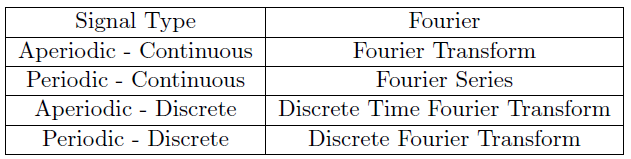 Signal Type Fourier
Aperiodic - Continuous Fourier Transform
Periodic - Continuous Fourier Series
Aperiodic - Discrete Discrete Time Fourier Transform
Periodic - Discrete Discrete Fourier Transform